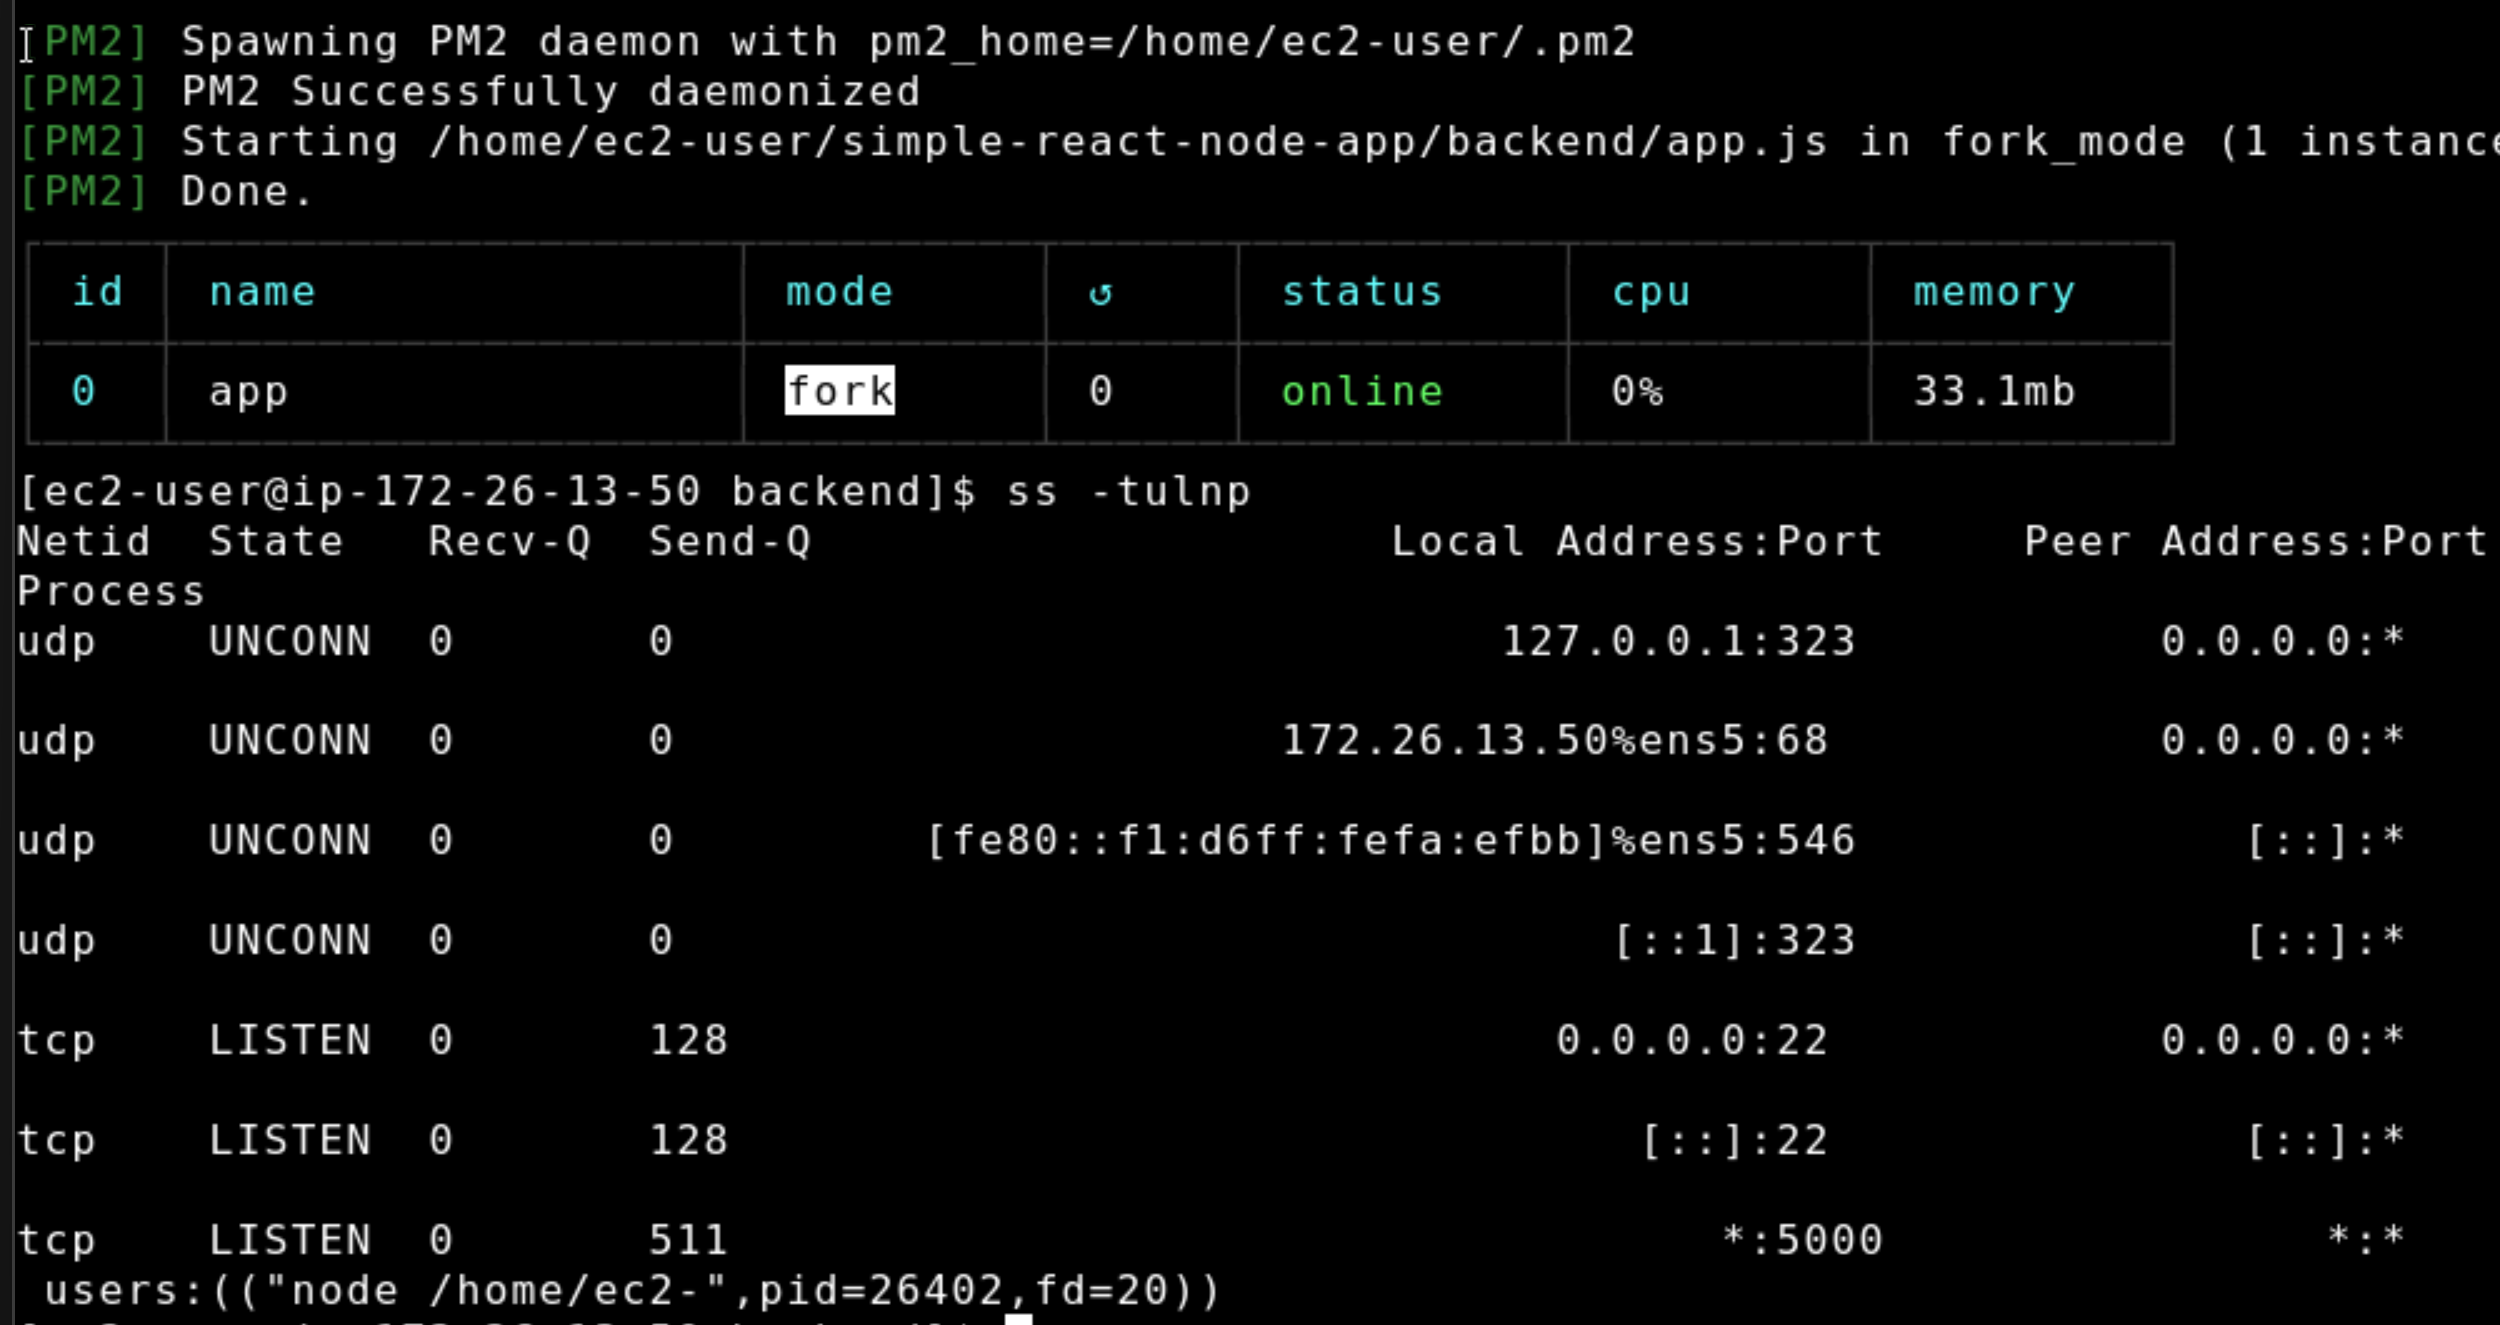 [PM2] Spawning PM2 daemon with pm2_home=/home/ec2-user/.pm2
[PM2] PM2 Successfully daemonized
[PM2] Starting /home/ec2-user/simple-react-node-app/backend/app.js in fork_mode (1 instance
[PM2] Done.
id name mode ↺ status cpu memory
0 app fork 0 online 0% 33.1mb
[ec2-user@ip-172-26-13-50 backend]$ ss -tulnp
Netid State Recv-Q Send-Q Local Address:Port Peer Address:Port
Process
udp UNCONN 0 0 127.0.0.1:323 0.0.0.0:*
udp UNCONN 0 0 172.26.13.50%ens5:68 0.0.0.0:*
udp UNCONN 0 0 [fe80::f1:d6ff:fefa:efbb]%ens5:546 [::]:*
udp UNCONN 0 0 [::1]:323 [::]:*
tcp LISTEN 0 128 0.0.0.0:22 0.0.0.0:*
tcp LISTEN 0 128 [::]:22 [::]:*
tcp LISTEN 0 511 *:5000 *:*
users:(("node /home/ec2-",pid=26402,fd=20))